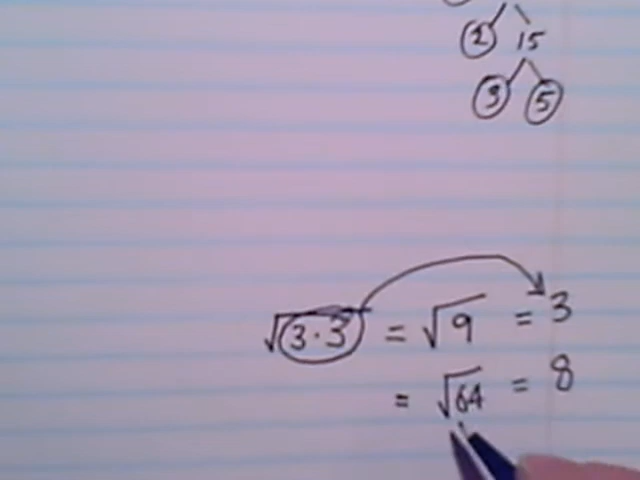 2 15
3 5
√3·3 = √9 = 3
= √64 = 8